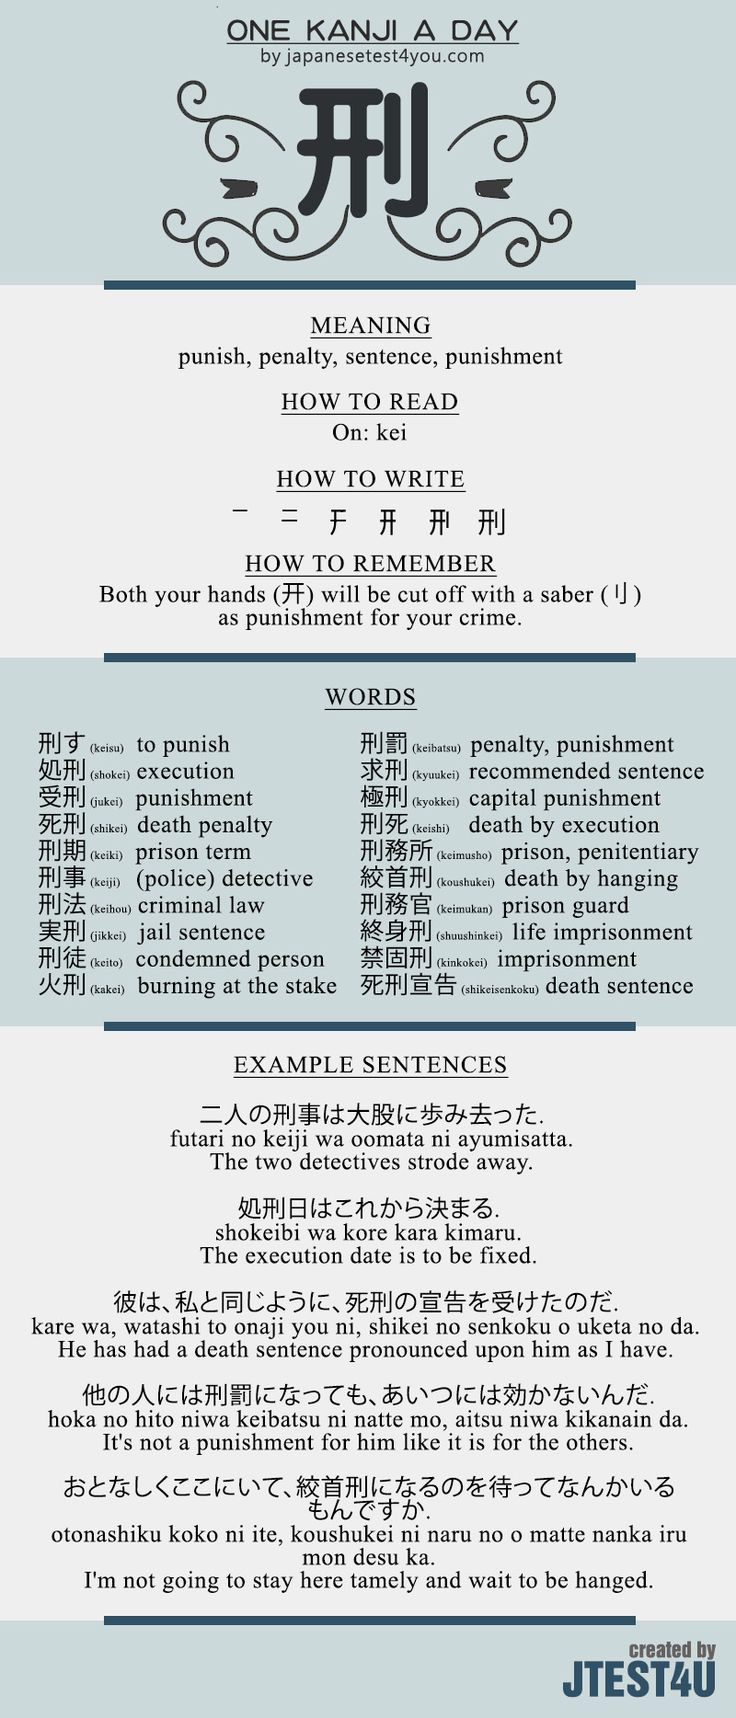 ONE KANJI A DAY
by japanesetest4you.com
刑
MEANING
punish, penalty, sentence, punishment
HOW TO READ
On: kei
HOW TO WRITE
一 二 于 开 刑 刑
HOW TO REMEMBER
Both your hands (开) will be cut off with a saber (刂)
as punishment for your crime.
WORDS
刑す (keisu) to punish
処刑 (shokei) execution
受刑 (jukei) punishment
死刑 (shikei) death penalty
刑期 (keiki) prison term
刑事 (keiji) (police) detective
刑法 (keihou) criminal law
実刑 (jikkei) jail sentence
刑徒 (keito) condemned person
火刑 (kakei) burning at the stake
刑罰 (keibatsu) penalty, punishment
求刑 (kyuukei) recommended sentence
極刑 (kyokkei) capital punishment
刑死 (keishi) death by execution
刑務所 (keimusho) prison, penitentiary
絞首刑 (koushukei) death by hanging
刑務官 (keimukan) prison guard
終身刑 (shuushinkei) life imprisonment
禁固刑 (kinkokei) imprisonment
死刑宣告 (shikeisenkoku) death sentence
EXAMPLE SENTENCES
二人の刑事は大股に歩み去った.
futari no keiji wa oomata ni ayumisatta.
The two detectives strode away.
処刑日はこれから決まる.
shokeibi wa kore kara kimaru.
The execution date is to be fixed.
彼は、私と同じように、死刑の宣告を受けたのだ.
kare wa, watashi to onaji you ni, shikei no senkoku o uketa no da.
He has had a death sentence pronounced upon him as I have.
他の人には刑罰になっても、あいつには効かないんだ.
hoka no hito niwa keibatsu ni natte mo, aitsu niwa kikanain da.
It's not a punishment for him like it is for the others.
おとなしくここにいて、絞首刑になるのを待ってなんかいる
もんですか.
otonashiku koko ni ite, koushukei ni naru no o matte nanka iru
mon desu ka.
I'm not going to stay here tamely and wait to be hanged.
created by
JTEST4U